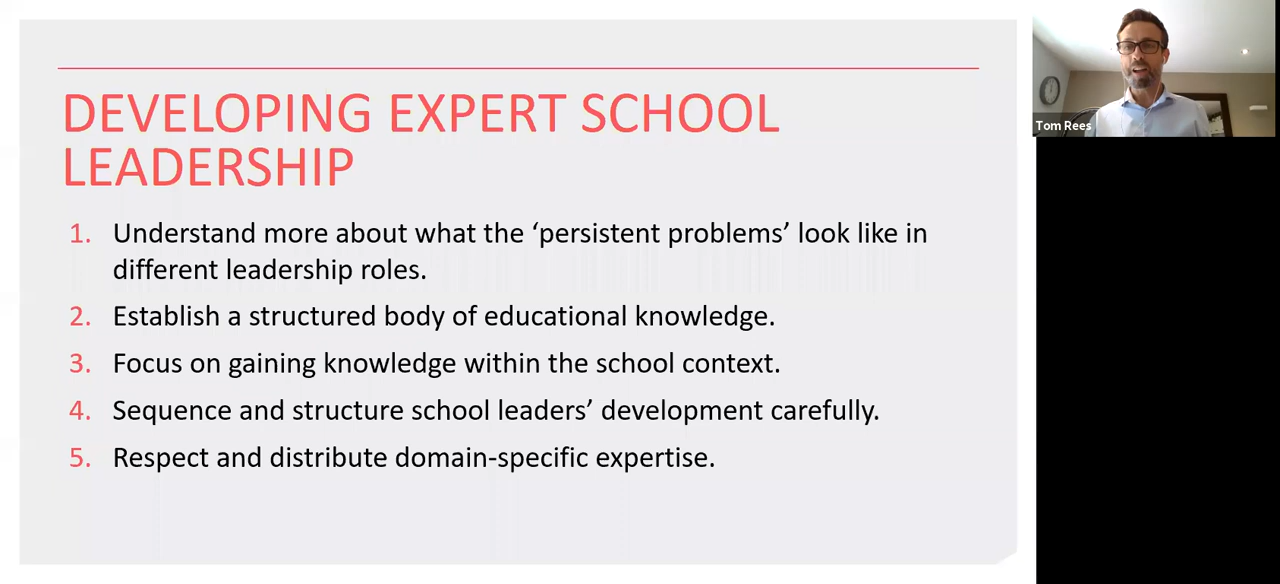 DEVELOPING EXPERT SCHOOL
LEADERSHIP
1. Understand more about what the ‘persistent problems’ look like in
different leadership roles.
2. Establish a structured body of educational knowledge.
3. Focus on gaining knowledge within the school context.
4. Sequence and structure school leaders’ development carefully.
5. Respect and distribute domain-specific expertise.
Tom Rees